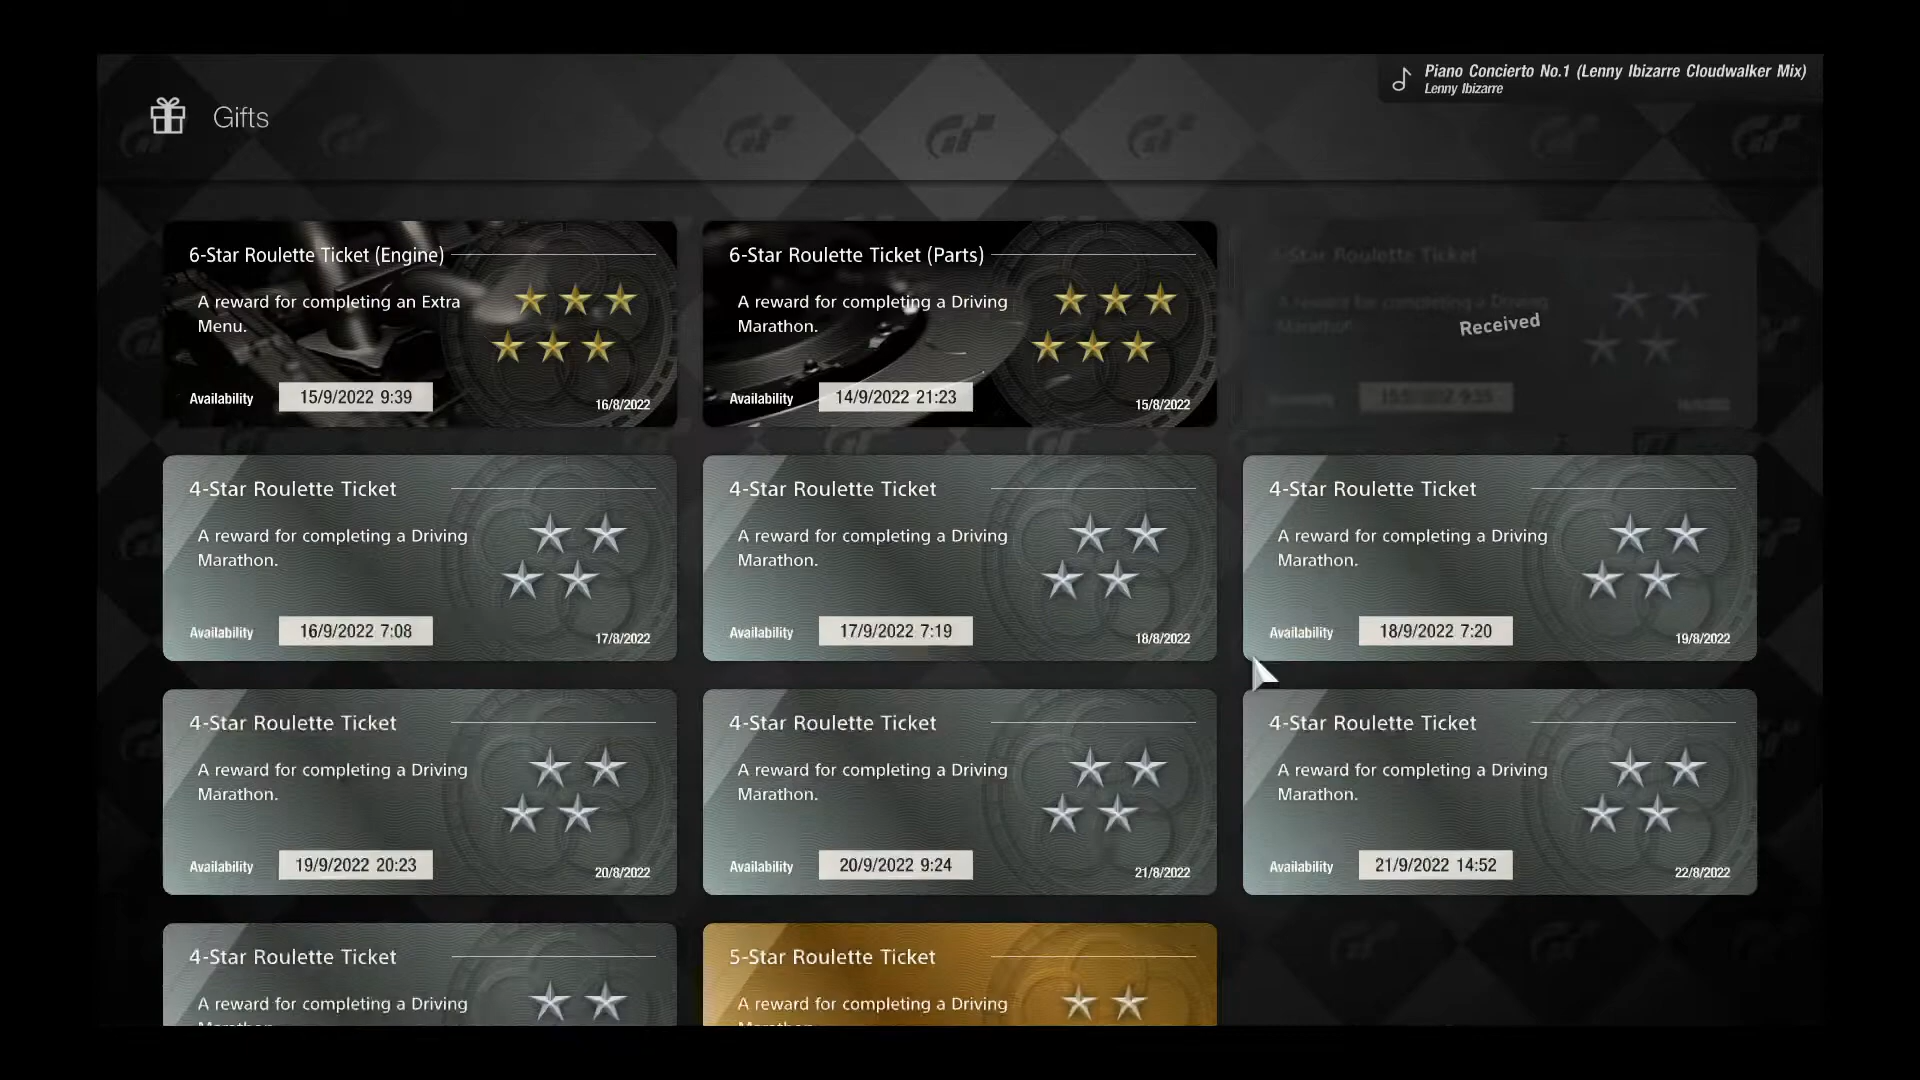 Piano Concierto No.1 (Lenny Ibizarre Cloudwalker Mix)
Lenny Ibizarre
Gifts
6-Star Roulette Ticket (Engine)
A reward for completing an Extra
Menu.
Availability 15/9/2022 9:39 16/8/2022
6-Star Roulette Ticket (Parts)
A reward for completing a Driving
Marathon.
Availability 14/9/2022 21:23 15/8/2022
-Star Roulette Ticket
A reward for completing a Driving
Marathon.
Received
4-Star Roulette Ticket
A reward for completing a Driving
Marathon.
Availability 16/9/2022 7:08 17/8/2022
4-Star Roulette Ticket
A reward for completing a Driving
Marathon.
Availability 17/9/2022 7:19 18/8/2022
4-Star Roulette Ticket
A reward for completing a Driving
Marathon.
Availability 18/9/2022 7:20 19/8/2022
4-Star Roulette Ticket
A reward for completing a Driving
Marathon.
Availability 19/9/2022 20:23 20/8/2022
4-Star Roulette Ticket
A reward for completing a Driving
Marathon.
Availability 20/9/2022 9:24 21/8/2022
4-Star Roulette Ticket
A reward for completing a Driving
Marathon.
Availability 21/9/2022 14:52 22/8/2022
4-Star Roulette Ticket
A reward for completing a Driving
5-Star Roulette Ticket
A reward for completing a Driving